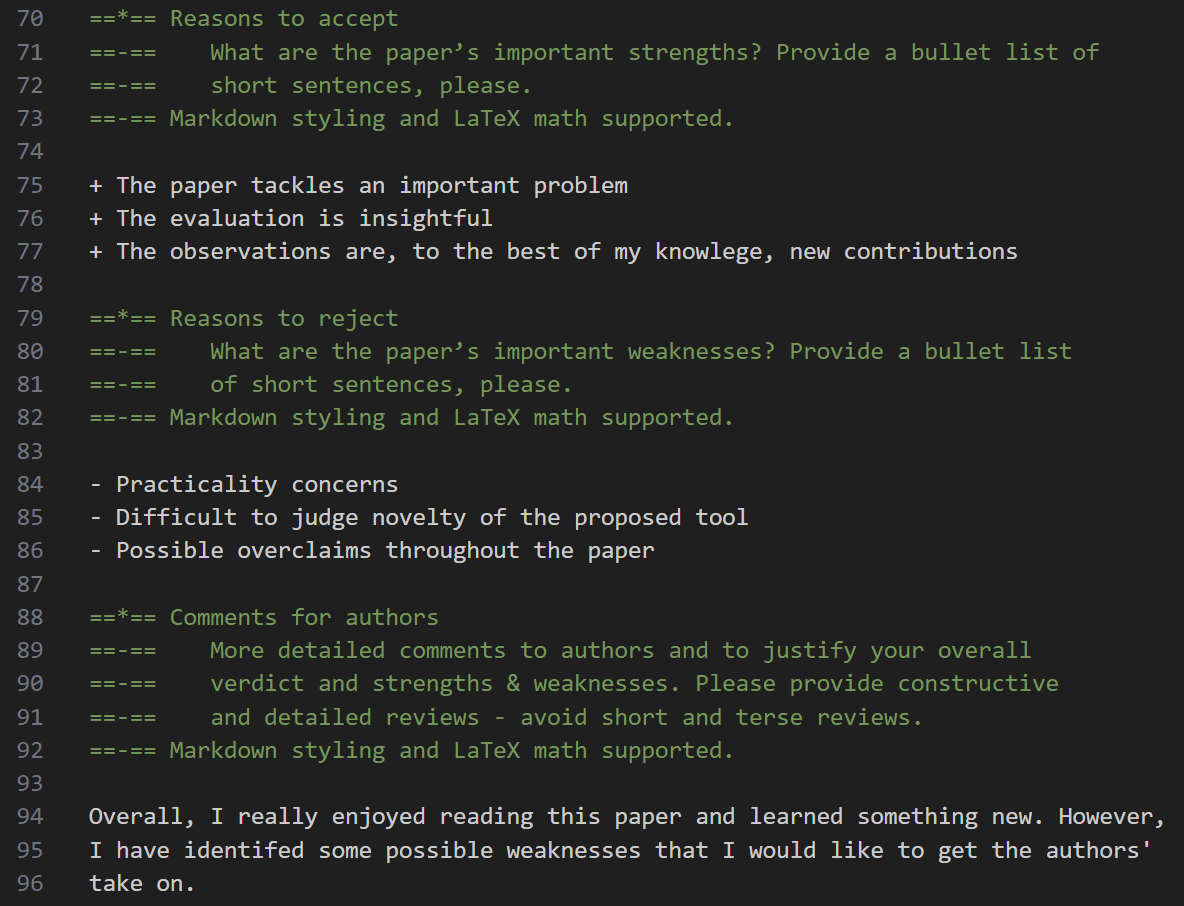 70 ==*== Reasons to accept
71 ==-==    What are the paper’s important strengths? Provide a bullet list of
72 ==-==    short sentences, please.
73 ==-== Markdown styling and LaTeX math supported.
74
75 + The paper tackles an important problem
76 + The evaluation is insightful
77 + The observations are, to the best of my knowlege, new contributions
78
79 ==*== Reasons to reject
80 ==-==    What are the paper’s important weaknesses? Provide a bullet list
81 ==-==    of short sentences, please.
82 ==-== Markdown styling and LaTeX math supported.
83
84 - Practicality concerns
85 - Difficult to judge novelty of the proposed tool
86 - Possible overclaims throughout the paper
87
88 ==*== Comments for authors
89 ==-==    More detailed comments to authors and to justify your overall
90 ==-==    verdict and strengths & weaknesses. Please provide constructive
91 ==-==    and detailed reviews - avoid short and terse reviews.
92 ==-== Markdown styling and LaTeX math supported.
93
94 Overall, I really enjoyed reading this paper and learned something new. However,
95 I have identifed some possible weaknesses that I would like to get the authors'
96 take on.